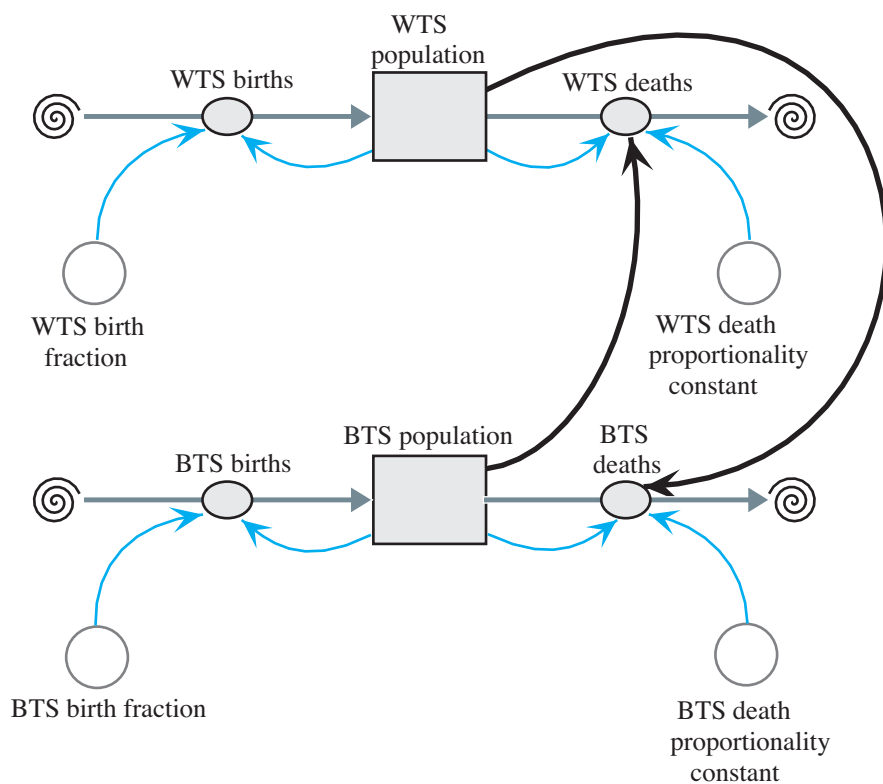 WTS
population
WTS births
WTS deaths
WTS birth
fraction
WTS death
proportionality
constant
BTS population
BTS
deaths
BTS births
BTS birth fraction
BTS death
proportionality
constant